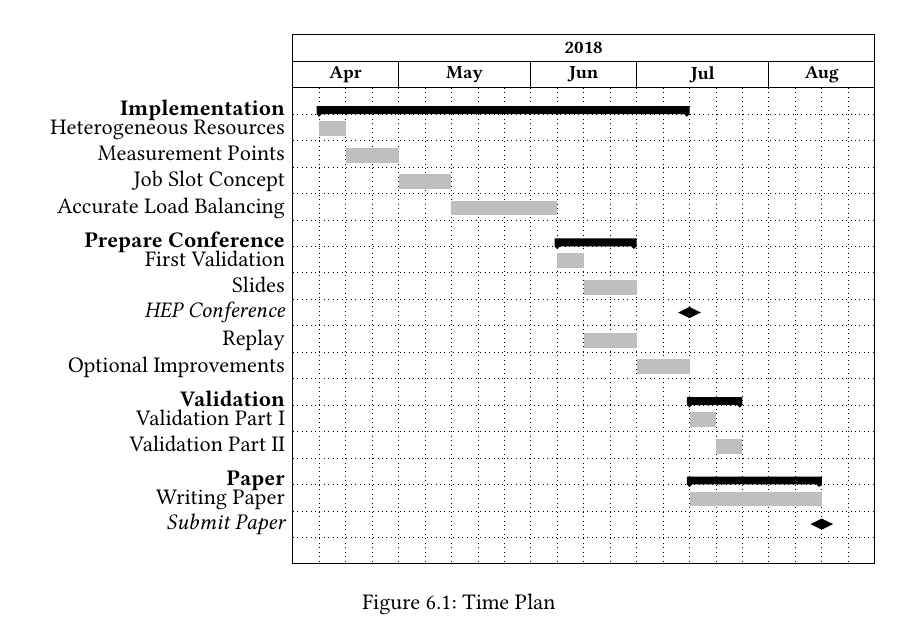 2018
Apr May Jun Jul Aug
Implementation
Heterogeneous Resources
Measurement Points
Job Slot Concept
Accurate Load Balancing
Prepare Conference
First Validation
Slides
HEP Conference
Replay
Optional Improvements
Validation
Validation Part I
Validation Part II
Paper
Writing Paper
Submit Paper
Figure 6.1: Time Plan